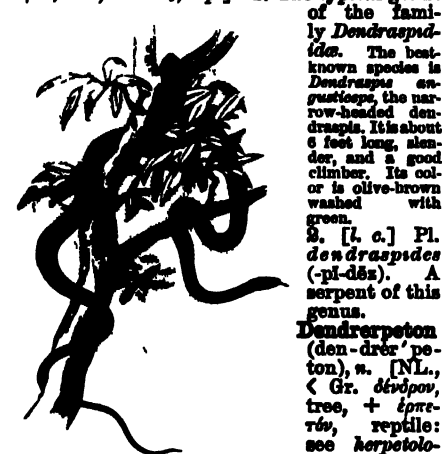 of the fami-
ly Dendraspid-
idæ. The best-
known species is
Dendraspis an-
gusticeps, the nar-
row-headed den-
draspis. It is about
6 feet long, slen-
der, and a good
climber. Its col-
or is olive-brown
washed with
green.
2. [l. c.] Pl.
dendraspides
(-pi-dēz). A
serpent of this
genus.
Dendrerpeton
(den-drėr′pe-
ton), n. [NL.,
< Gr. δένδρον,
tree, + ἑρπε-
τόν, reptile:
see herpetolo-